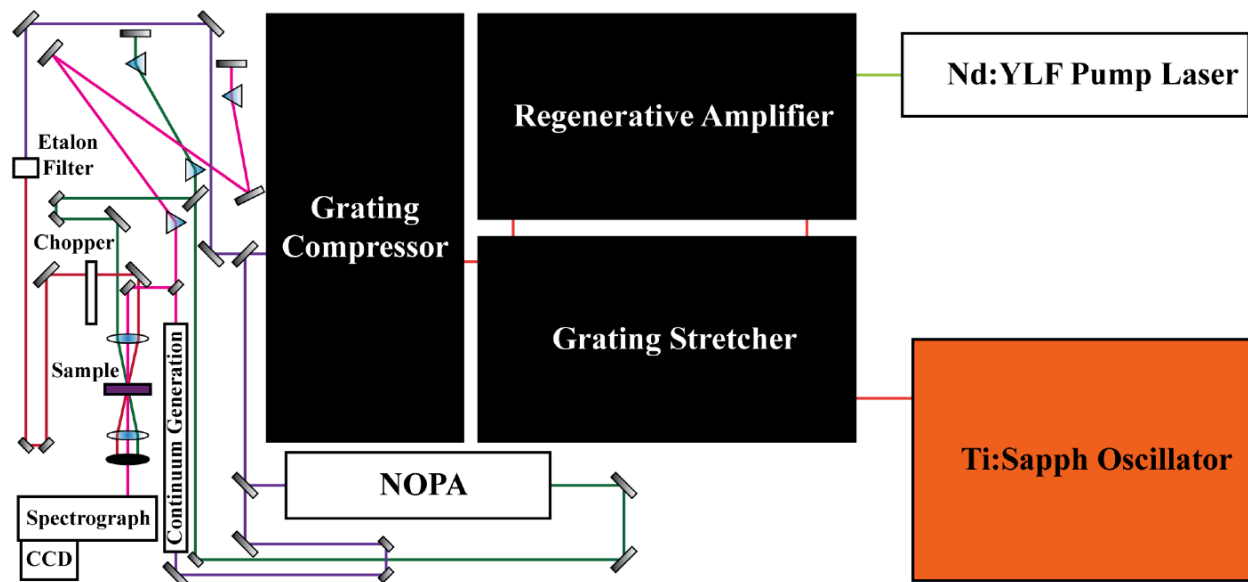 Nd:YLF Pump Laser
Regenerative Amplifier
Etalon
Filter
Grating
Compressor
Chopper
Grating Stretcher
Sample
Continuum Generation
Ti:Sapph Oscillator
NOPA
Spectrograph
CCD